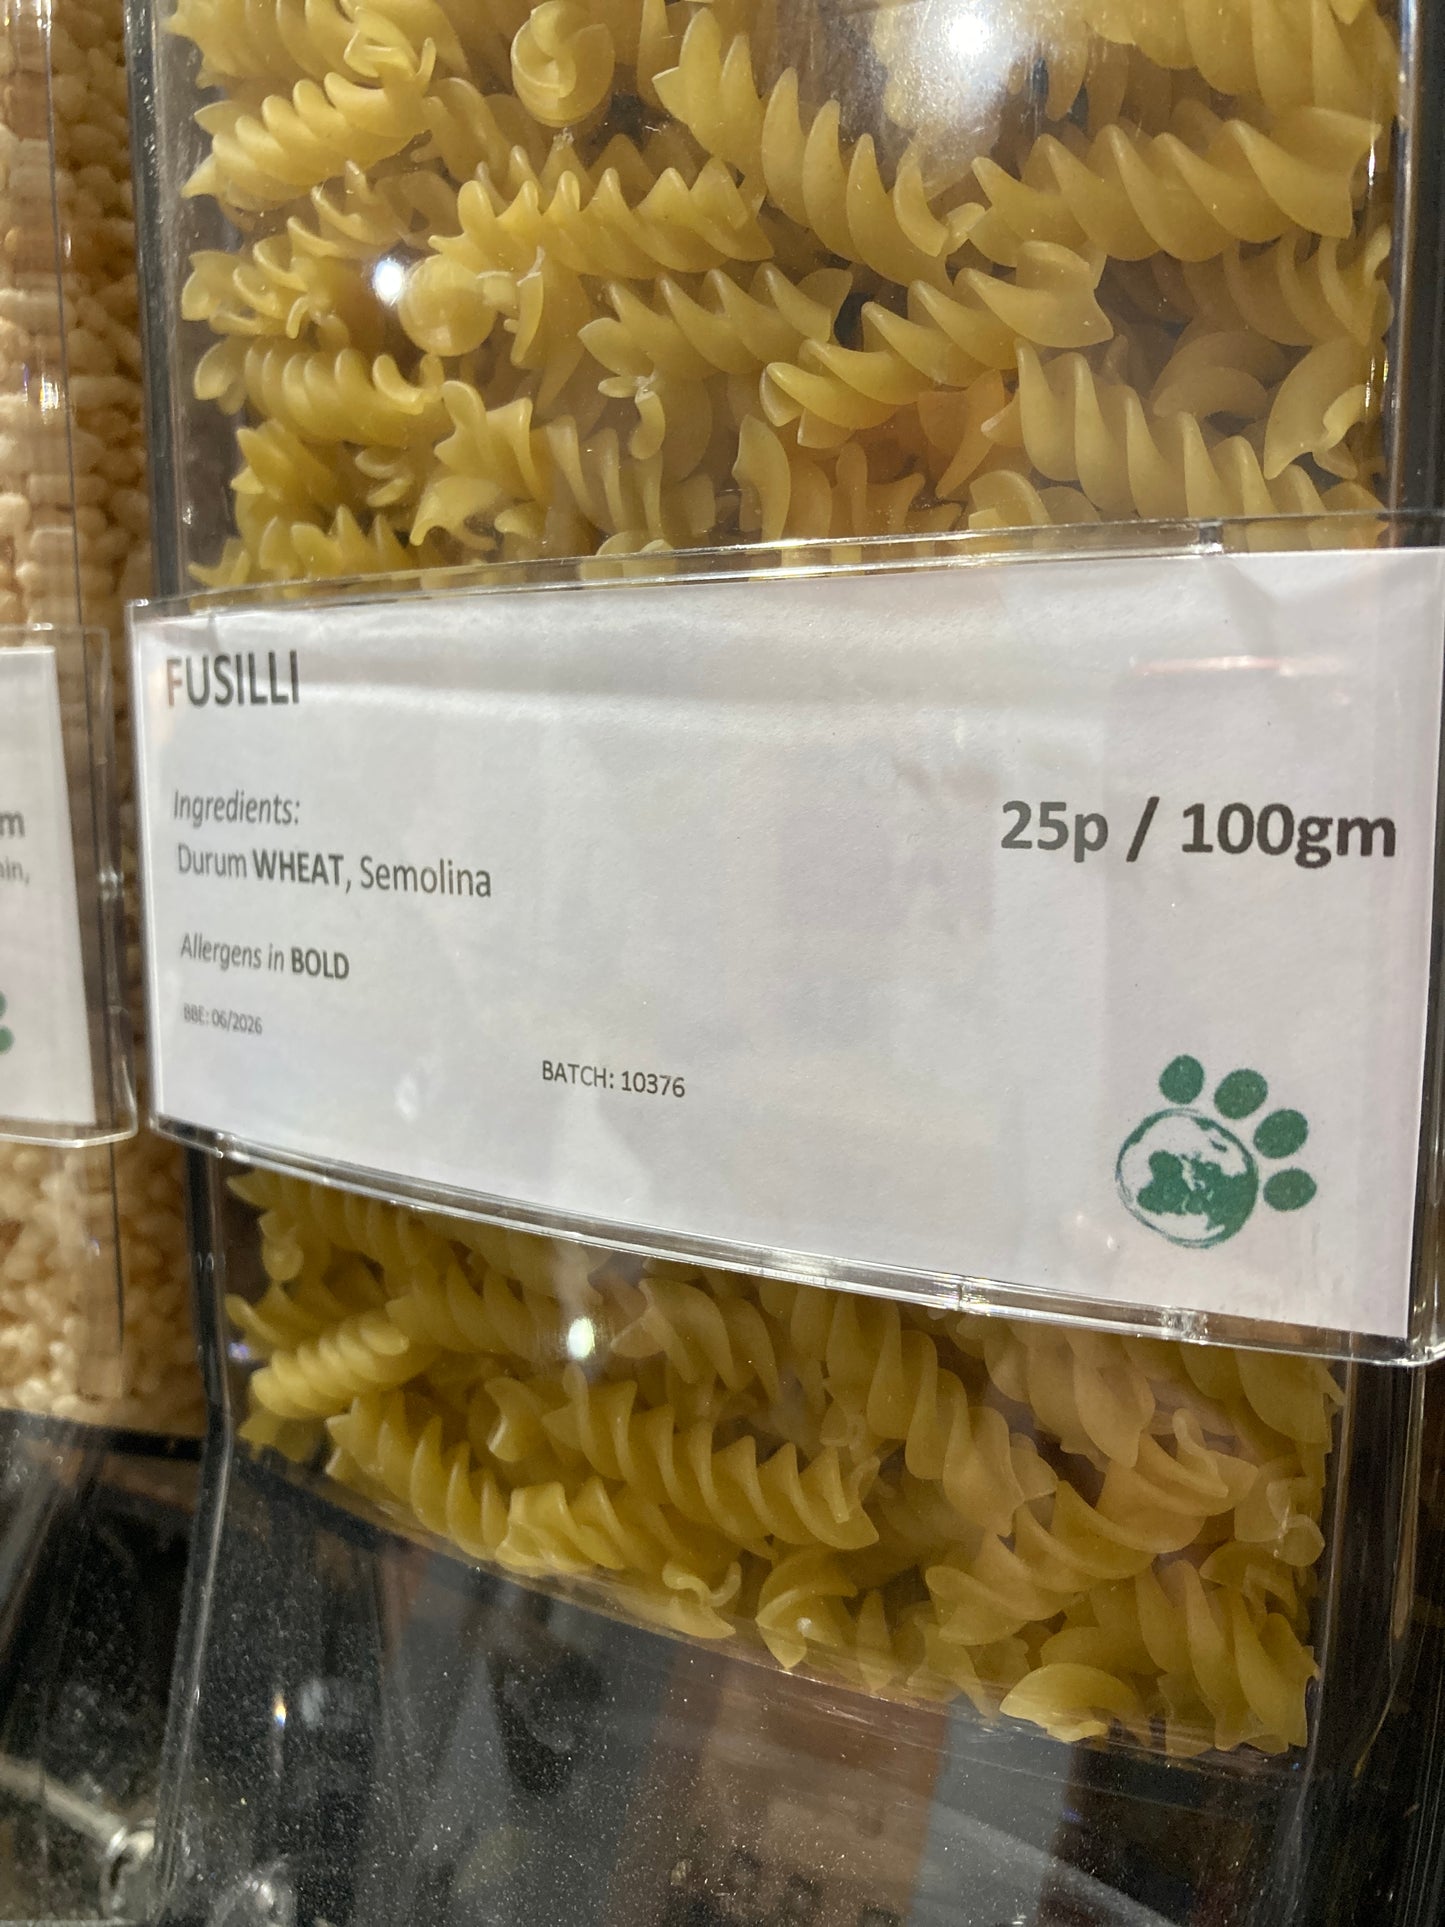 FUSILLI
Ingredients:
Durum WHEAT, Semolina
25p / 100gm
Allergens in BOLD
BBE: 06/2026
BATCH: 10376